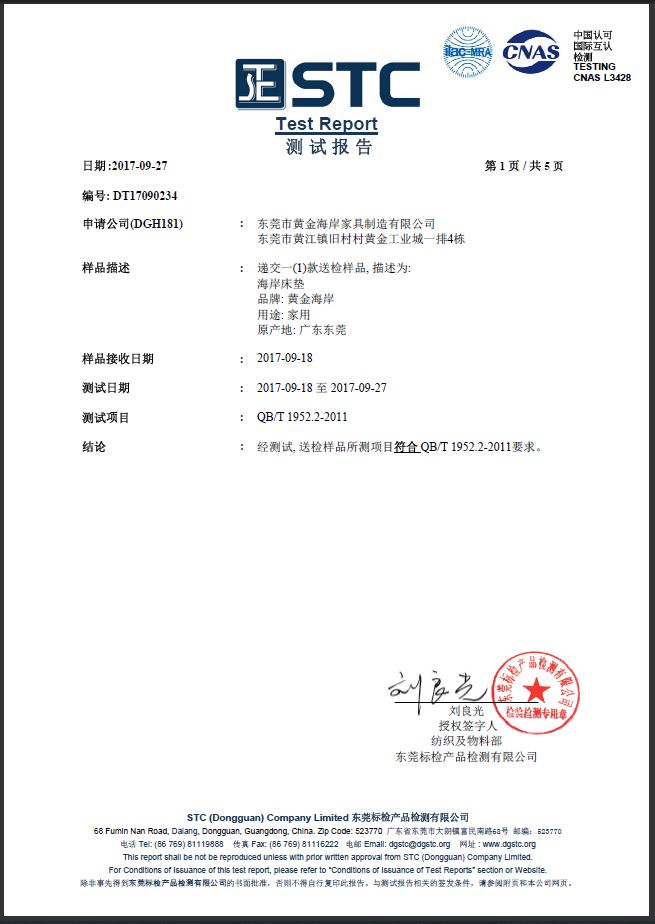 ilac-MRA
CNAS
中国认可
国际互认
检测
TESTING
CNAS L3428
STC
Test Report
测试报告
日期:2017-09-27 第 1 页 / 共 5 页
编号: DT17090234
申请公司(DGH181) : 东莞市黄金海岸家具制造有限公司
东莞市黄江镇旧村村黄金工业城一排4栋
样品描述 : 递交一(1)款送检样品, 描述为:
海岸床垫
品牌: 黄金海岸
用途: 家用
原产地: 广东东莞
样品接收日期 : 2017-09-18
测试日期 : 2017-09-18 至 2017-09-27
测试项目 : QB/T 1952.2-2011
结论 : 经测试, 送检样品所测项目符合 QB/T 1952.2-2011要求。
刘良光
东莞标检产品检测有限公司
检验检测专用章
刘良光
授权签字人
纺织及物料部
东莞标检产品检测有限公司
STC (Dongguan) Company Limited 东莞标检产品检测有限公司
68 Fumin Nan Road, Dalang, Dongguan, Guangdong, China. Zip Code: 523770 广东省东莞市大朗镇富民南路68号 邮编: 523770
电话 Tel: (86 769) 81119888 传真 Fax: (86 769) 81116222 电邮 Email: dgstc@dgstc.org 网址 : www.dgstc.org
This report shall not be reproduced unless with prior written approval from STC (Dongguan) Company Limited.
For Conditions of Issuance of this test report, please refer to "Conditions of Issuance of Test Reports" section or Website.
除非事先得到东莞标检产品检测有限公司的书面批准，否则不得自行复印此报告。与测试报告相关的签发条件，请参阅附页和本公司网页。